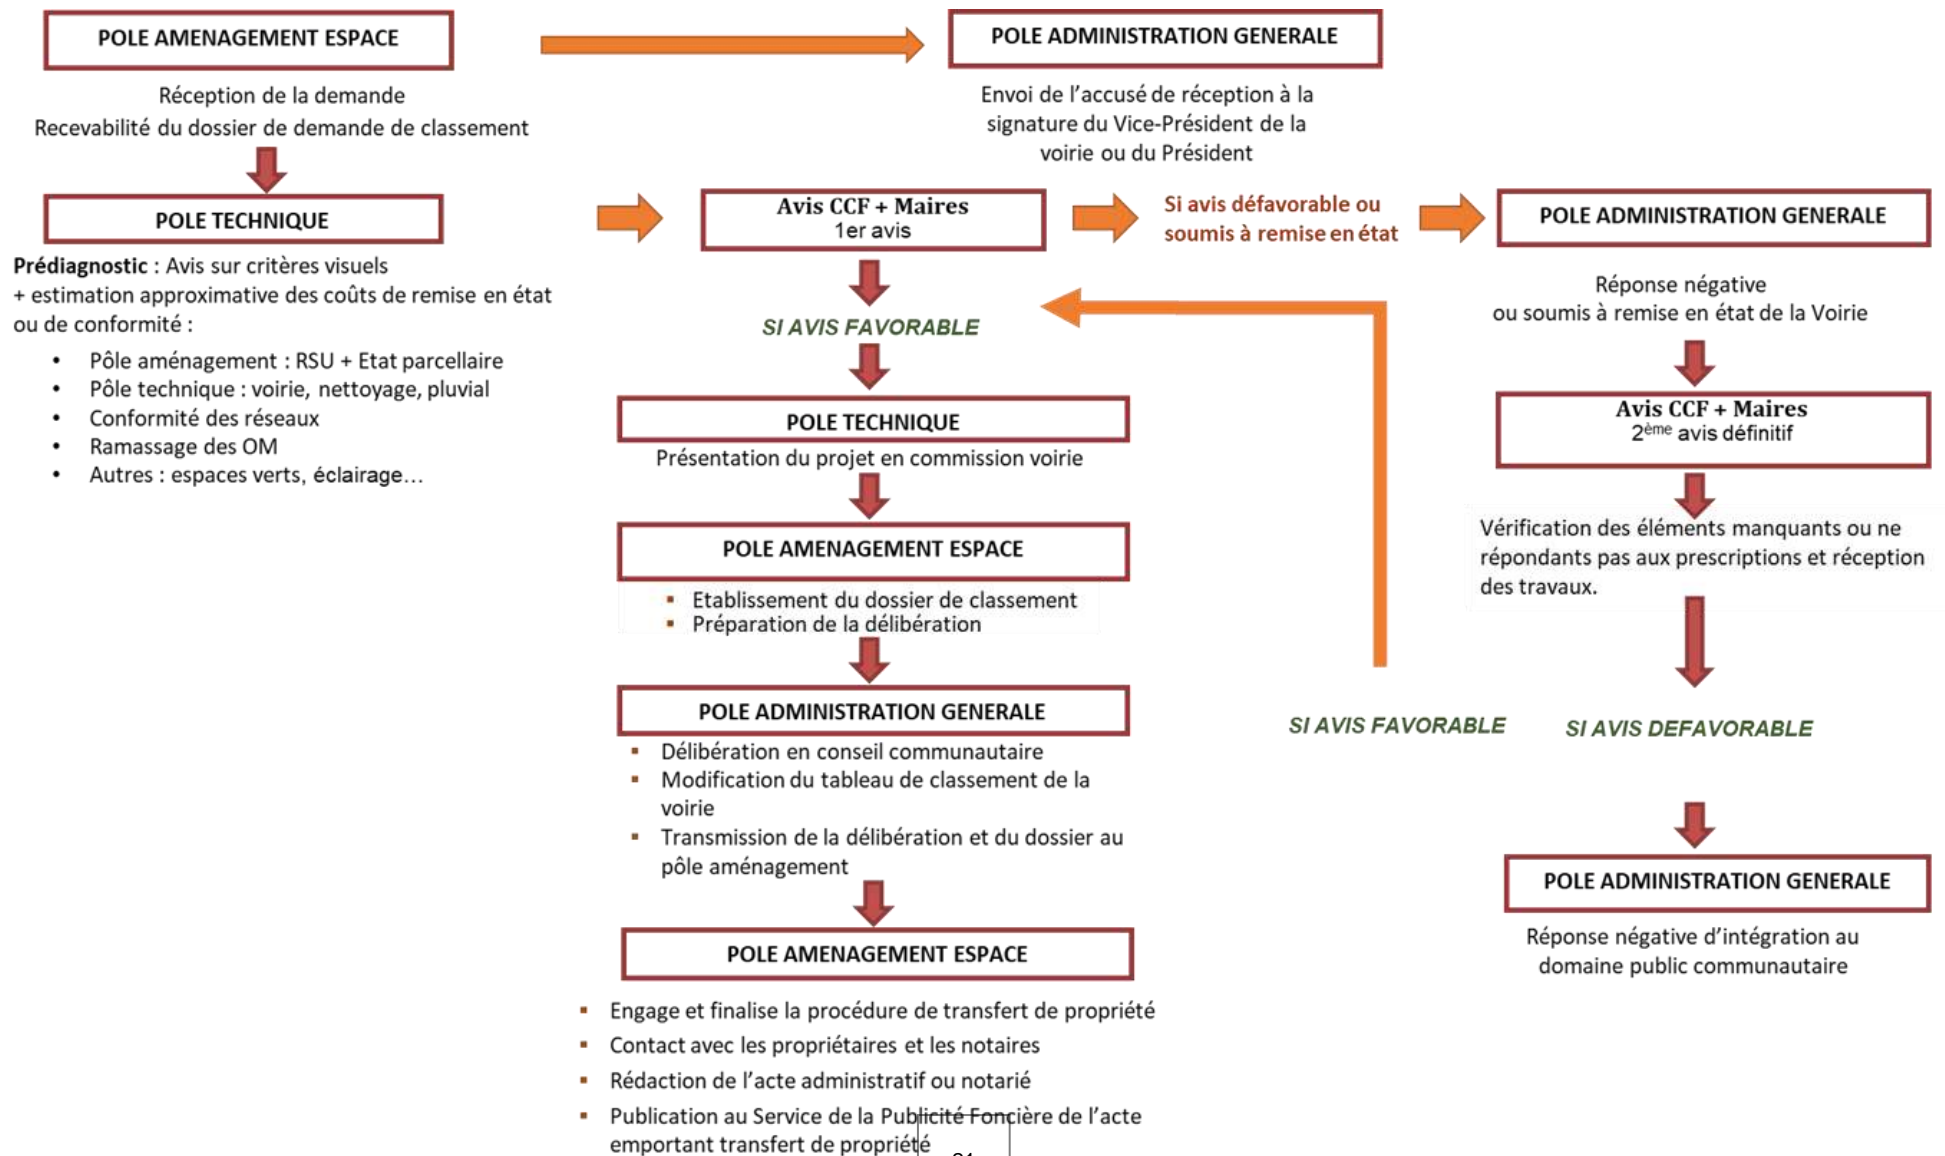 POLE AMENAGEMENT ESPACE
Réception de la demande
Recevabilité du dossier de demande de classement
POLE ADMINISTRATION GENERALE
Envoi de l'accusé de réception à la
signature du Vice-Président de la
voirie ou du Président
POLE TECHNIQUE
Prédiagnostic : Avis sur critères visuels
+ estimation approximative des coûts de remise en état
ou de conformité :
• Pôle aménagement : RSU + Etat parcellaire
• Pôle technique : voirie, nettoyage, pluvial
• Conformité des réseaux
• Ramassage des OM
• Autres : espaces verts, éclairage…
Avis CCF + Maires
1er avis
Si avis défavorable ou
soumis à remise en état
POLE ADMINISTRATION GENERALE
Réponse négative
ou soumis à remise en état de la Voirie
Avis CCF + Maires
2ème avis définitif
Vérification des éléments manquants ou ne
répondants pas aux prescriptions et réception
des travaux.
SI AVIS FAVORABLE
SI AVIS DEFAVORABLE
POLE ADMINISTRATION GENERALE
Réponse négative d'intégration au
domaine public communautaire
SI AVIS FAVORABLE
POLE TECHNIQUE
Présentation du projet en commission voirie
POLE AMENAGEMENT ESPACE
▪ Etablissement du dossier de classement
▪ Préparation de la délibération
POLE ADMINISTRATION GENERALE
▪ Délibération en conseil communautaire
▪ Modification du tableau de classement de la
voirie
▪ Transmission de la délibération et du dossier au
pôle aménagement
POLE AMENAGEMENT ESPACE
▪ Engage et finalise la procédure de transfert de propriété
▪ Contact avec les propriétaires et les notaires
▪ Rédaction de l'acte administratif ou notarié
▪ Publication au Service de la Publicité Foncière de l'acte
emportant transfert de propriété